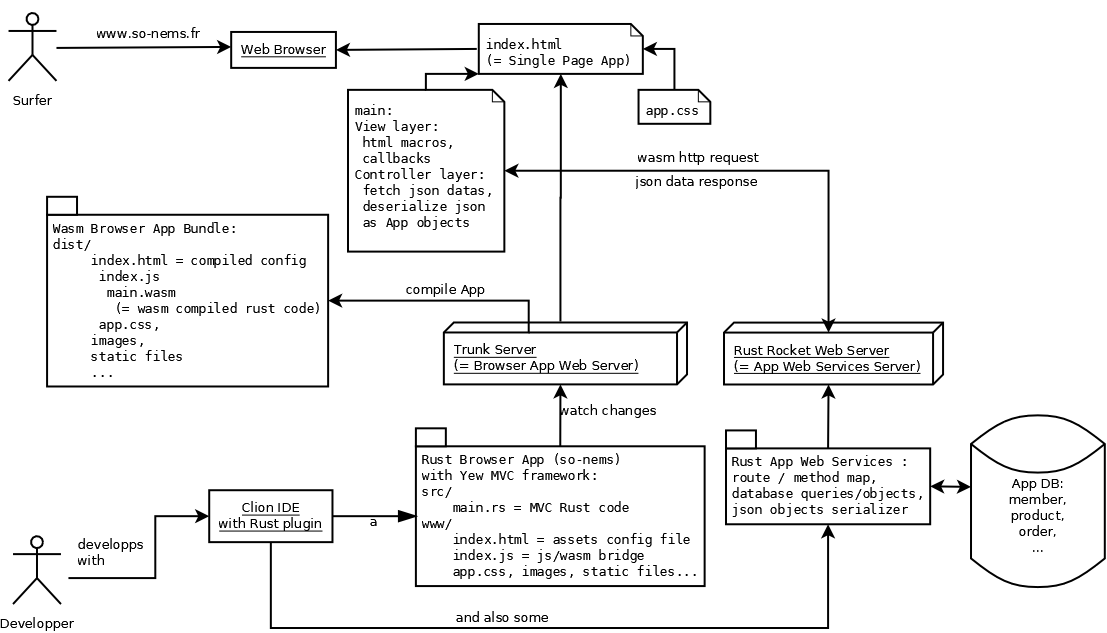 www.so-nems.fr
Surfer
Web Browser
index.html
(= Single Page App)
app.css
main:
View layer:
html macros,
callbacks
Controller layer:
fetch json datas,
deserialize json
as App objects
wasm http request
json data response
Wasm Browser App Bundle:
dist/
index.html = compiled config
index.js
main.wasm
(= wasm compiled rust code)
app.css,
images,
static files
...
compile App
Trunk Server
(= Browser App Web Server)
Rust Rocket Web Server
(= App Web Services Server)
watch changes
Rust Browser App (so-nems)
with Yew MVC framework:
src/
main.rs = MVC Rust code
www/
index.html = assets config file
index.js = js/wasm bridge
app.css, images, static files...
Rust App Web Services :
route / method map,
database queries/objects,
json objects serializer
App DB:
member,
product,
order,
...
Clion IDE
with Rust plugin
a
developps
with
Developper
and also some